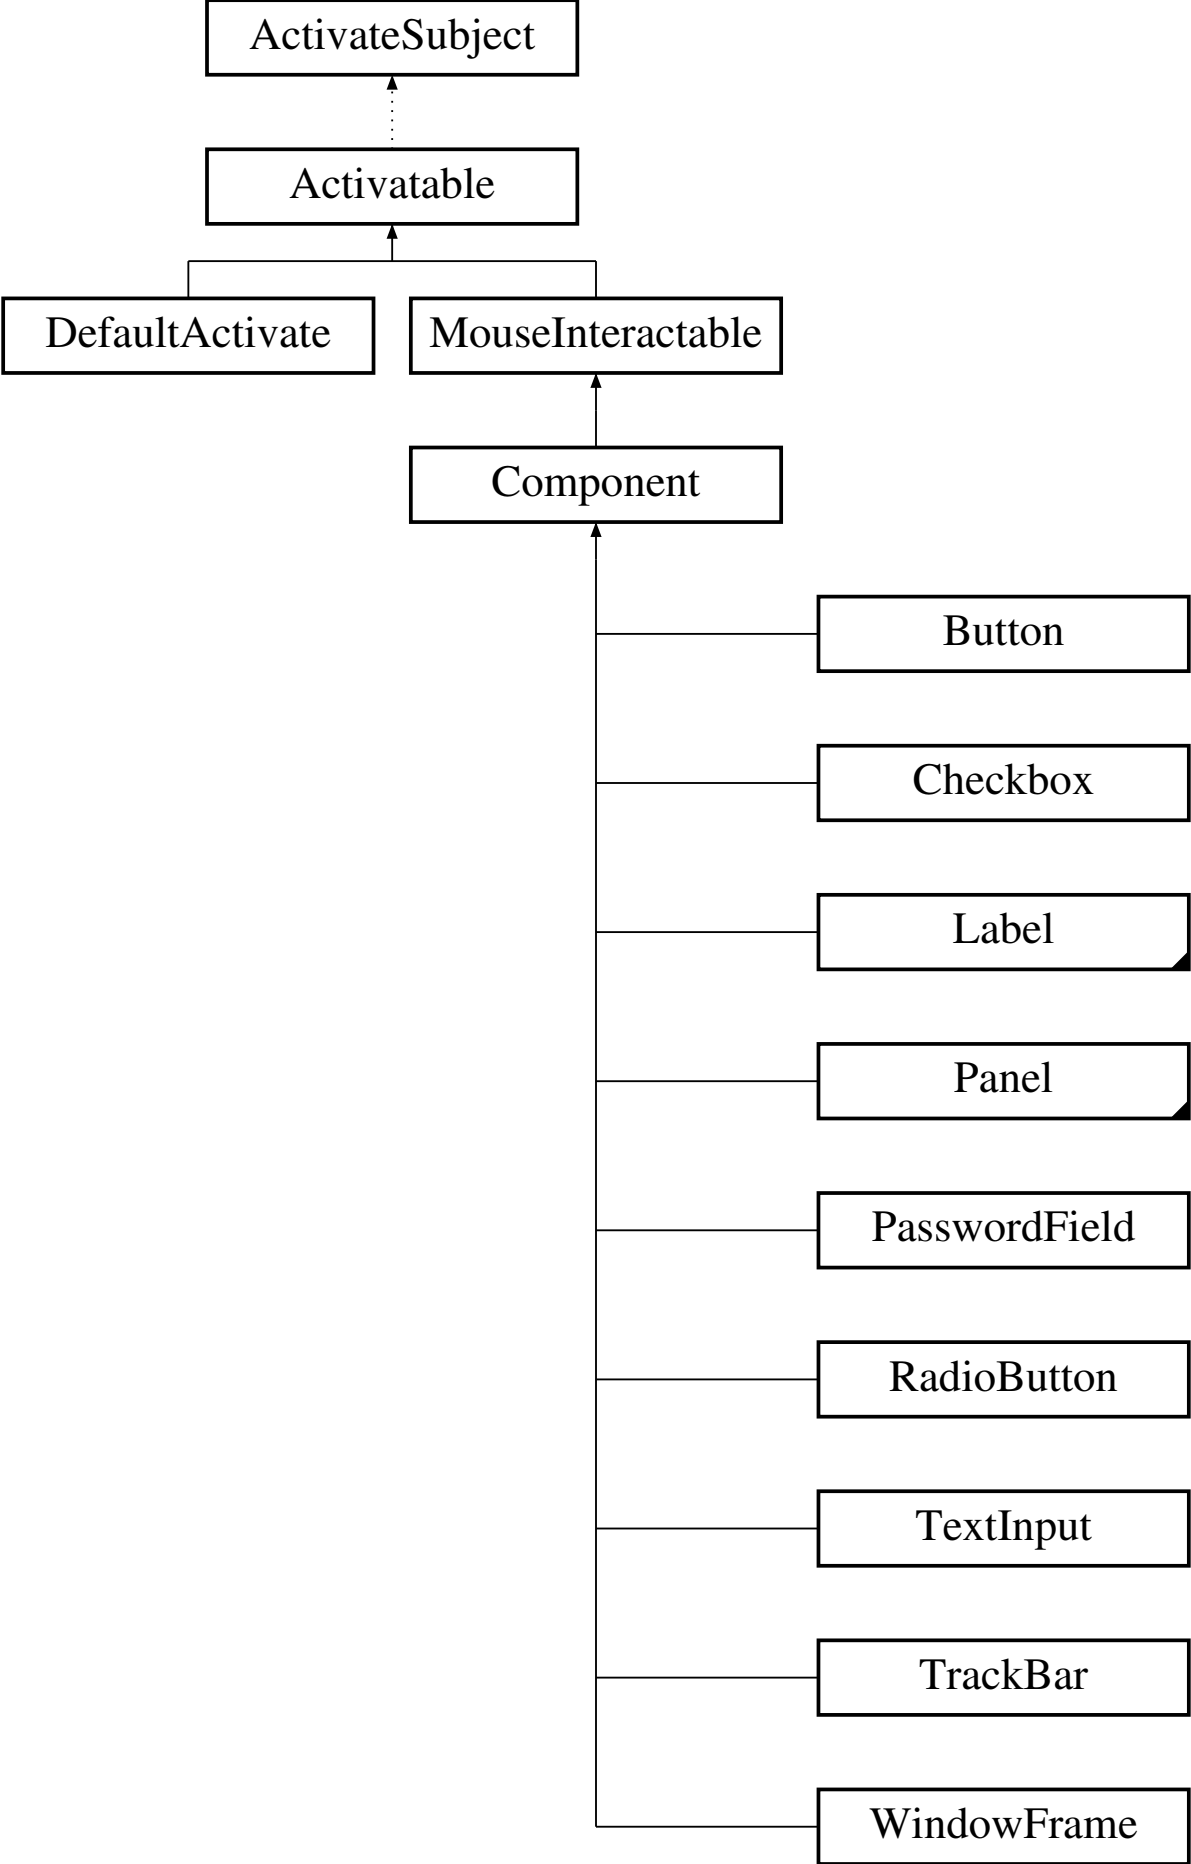 ActivateSubject
Activatable
DefaultActivate
MouseInteractable
Component
Button
Checkbox
Label
Panel
PasswordField
RadioButton
TextInput
TrackBar
WindowFrame